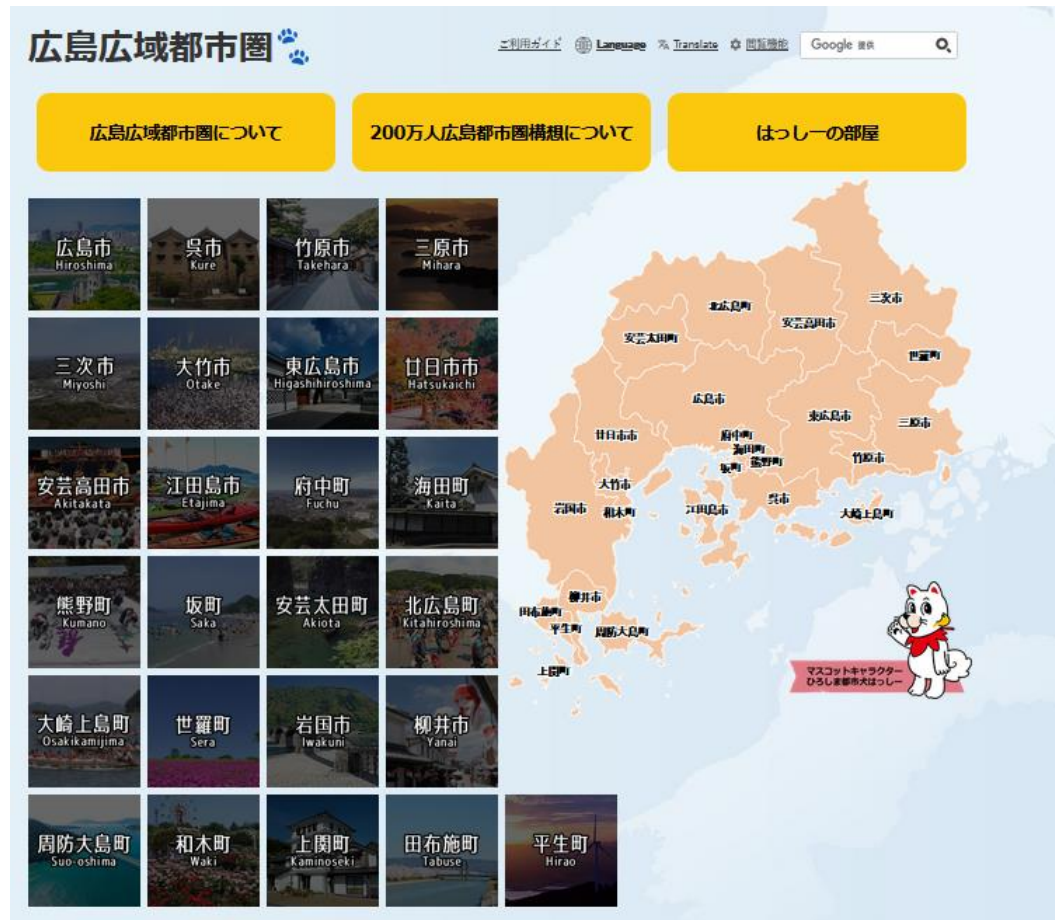 広島広域都市圏
ご利用ガイド Language Translate 閲覧機能 Google 提供
広島広域都市圏について
200万人広島都市圏構想について
はっしーの部屋
広島市
Hiroshima
呉市
Kure
竹原市
Takehara
三原市
Mihara
三次市
Miyoshi
大竹市
Otake
東広島市
Higashihiroshima
廿日市市
Hatsukaichi
安芸高田市
Akitakata
江田島市
Etajima
府中町
Fuchu
海田町
Kaita
熊野町
Kumano
坂町
Saka
安芸太田町
Akiota
北広島町
Kitahiroshima
大崎上島町
Osakikamijima
世羅町
Sera
岩国市
Iwakuni
柳井市
Yanai
周防大島町
Suo-oshima
和木町
Waki
上関町
Kaminoseki
田布施町
Tabuse
平生町
Hirao
三次市
北広島町
安芸高田市
安芸太田町
世羅町
広島市
東広島市
三原市
廿日市市
府中町
海田町
熊野町
坂町
竹原市
大竹市
呉市
岩国市
和木町
江田島市
大崎上島町
柳井市
田布施町
平生町
周防大島町
上関町
マスコットキャラクター
ひろしま都市犬はっしー